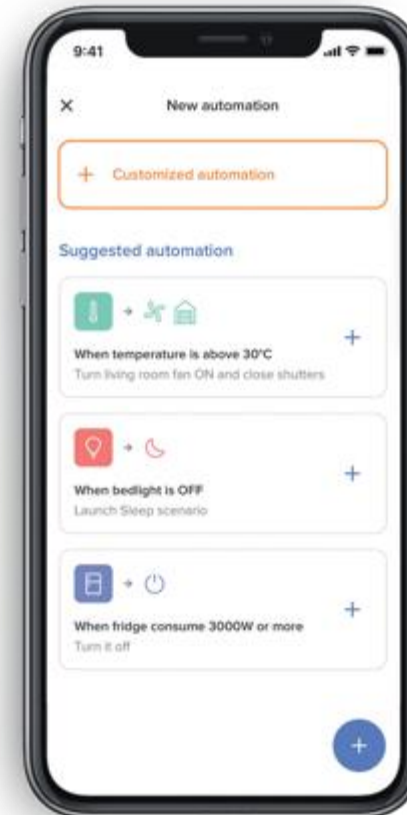 9:41
New automation
+ Customized automation
Suggested automation
When temperature is above 30°C
Turn living room fan ON and close shutters
When bedlight is OFF
Launch Sleep scenario
When fridge consume 3000W or more
Turn it off